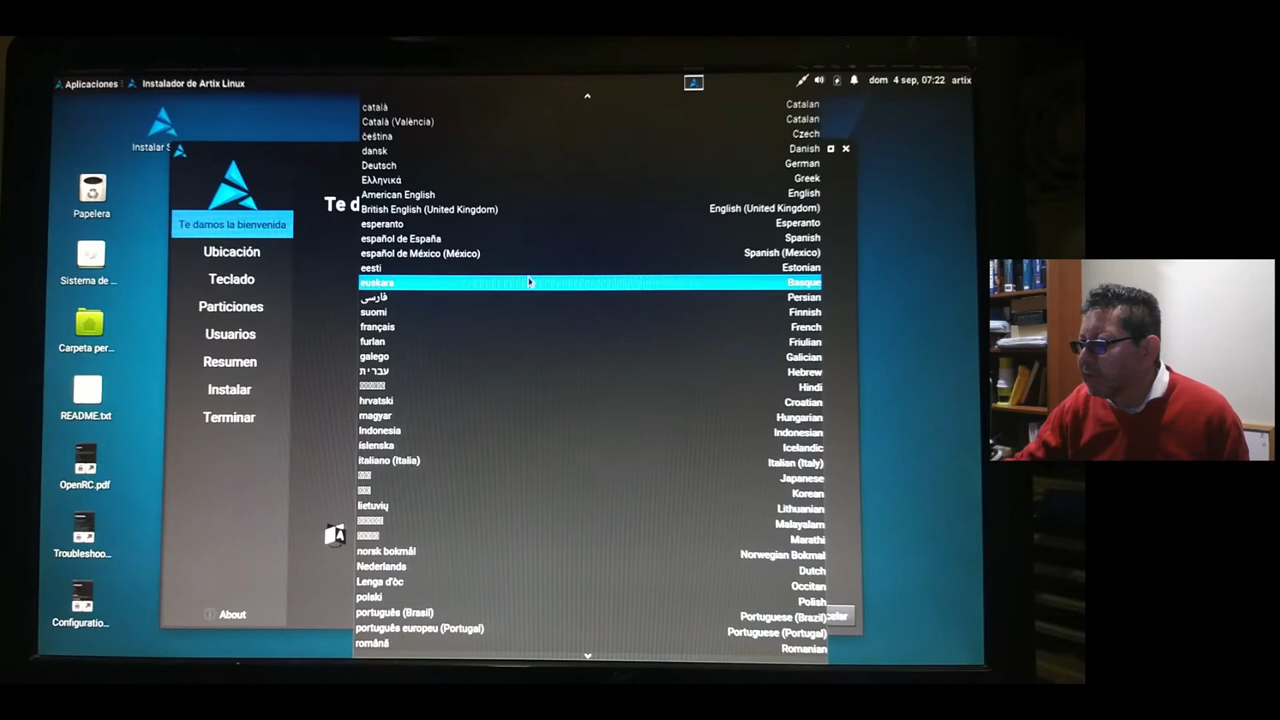 Aplicaciones
Instalador de Artix Linux
dom 4 sep, 07:22
artix
Instalar S
Papelera
Sistema de ...
Carpeta per...
README.txt
OpenRC.pdf
Troubleshoo...
Configuratio...
Te damos la bienvenida
Ubicación
Teclado
Particiones
Usuarios
Resumen
Instalar
Terminar
About
Te d
català Catalan
Català (València) Catalan
čeština Czech
dansk Danish
Deutsch German
Ελληνικά Greek
American English English
British English (United Kingdom) English (United Kingdom)
esperanto Esperanto
español de España Spanish
español de México (México) Spanish (Mexico)
eesti Estonian
euskara Basque
فارسی Persian
suomi Finnish
français French
furlan Friulian
galego Galician
עברית Hebrew
Hindi
hrvatski Croatian
magyar Hungarian
Indonesia Indonesian
íslenska Icelandic
italiano (Italia) Italian (Italy)
Japanese
Korean
lietuvių Lithuanian
Malayalam
Marathi
norsk bokmål Norwegian Bokmal
Nederlands Dutch
Lenga d'òc Occitan
polski Polish
português (Brasil) Portuguese (Brazil)
português europeu (Portugal) Portuguese (Portugal)
română Romanian